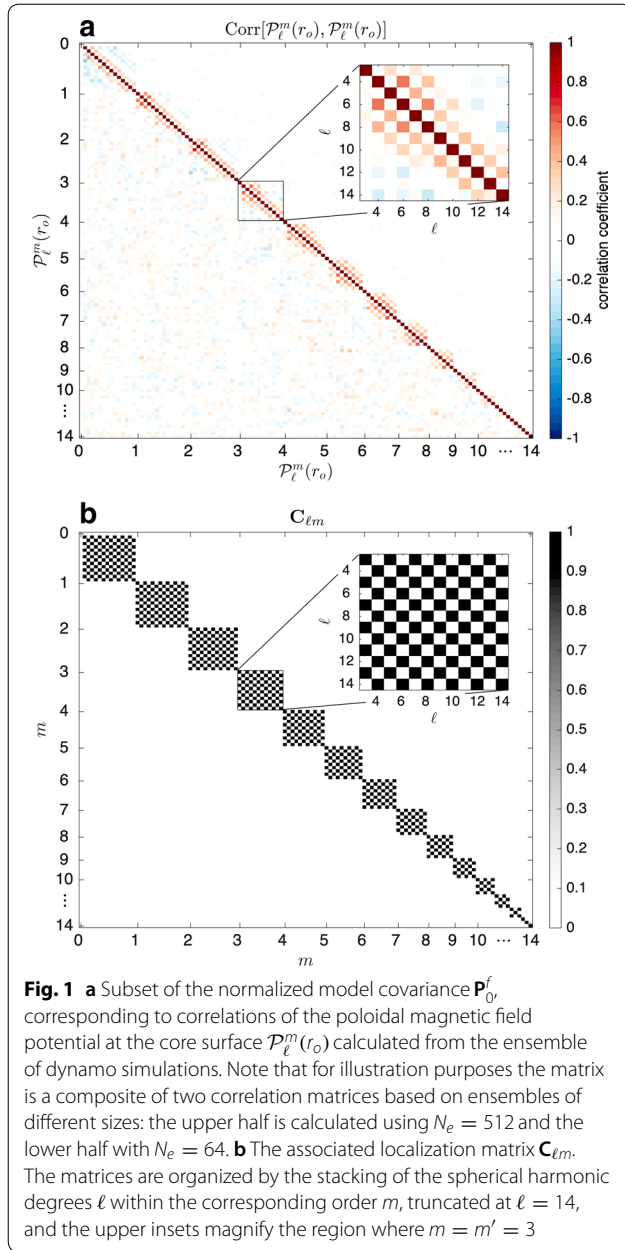 a
Corr[𝒫ℓᵐ(rₒ), 𝒫ℓᵐ(rₒ)]
0
1
2
3
4
5
6
7
8
9
10
...
14
𝒫ℓᵐ(rₒ)
0 1 2 3 4 5 6 7 8 9 10 ... 14
𝒫ℓᵐ(rₒ)
4
6
8
10
12
14
ℓ
4 6 8 10 12 14
ℓ
1
0.8
0.6
0.4
0.2
0
-0.2
-0.4
-0.6
-0.8
-1
correlation coefficient
b
C_ℓm
0
1
2
3
4
5
6
7
8
9
10
...
14
m
0 1 2 3 4 5 6 7 8 9 10 ... 14
m
4
6
8
10
12
14
ℓ
4 6 8 10 12 14
ℓ
1
0.9
0.8
0.7
0.6
0.5
0.4
0.3
0.2
0.1
0
Fig. 1 a Subset of the normalized model covariance P₀ᶠ,
corresponding to correlations of the poloidal magnetic field
potential at the core surface 𝒫ℓᵐ(rₒ) calculated from the ensemble
of dynamo simulations. Note that for illustration purposes the matrix
is a composite of two correlation matrices based on ensembles of
different sizes: the upper half is calculated using Nₑ = 512 and the
lower half with Nₑ = 64. b The associated localization matrix C_ℓm.
The matrices are organized by the stacking of the spherical harmonic
degrees ℓ within the corresponding order m, truncated at ℓ = 14,
and the upper insets magnify the region where m = m′ = 3